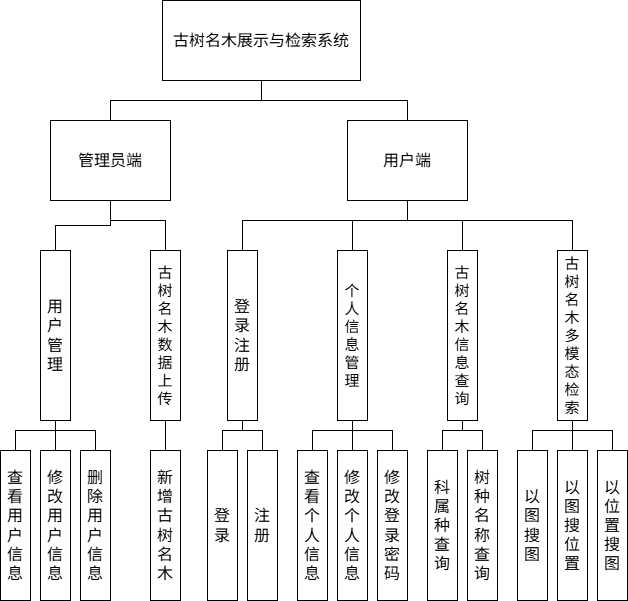 古树名木展示与检索系统
管理员端
用户端
用户管理
古树名木数据上传
登录注册
个人信息管理
古树名木信息查询
古树名木多模态检索
查看用户信息
修改用户信息
删除用户信息
新增古树名木
登录
注册
查看个人信息
修改个人信息
修改登录密码
科属种查询
树种名称查询
以图搜图
以图搜位置
以位置搜图